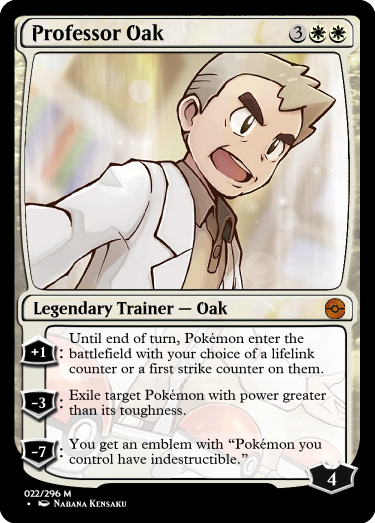 Professor Oak 3
Legendary Trainer — Oak
+1: Until end of turn, Pokémon enter the
battlefield with your choice of a lifelink
counter or a first strike counter on them.
-3: Exile target Pokémon with power greater
than its toughness.
-7: You get an emblem with “Pokémon you
control have indestructible.”
4
022/296 M
• Nabana Kensaku